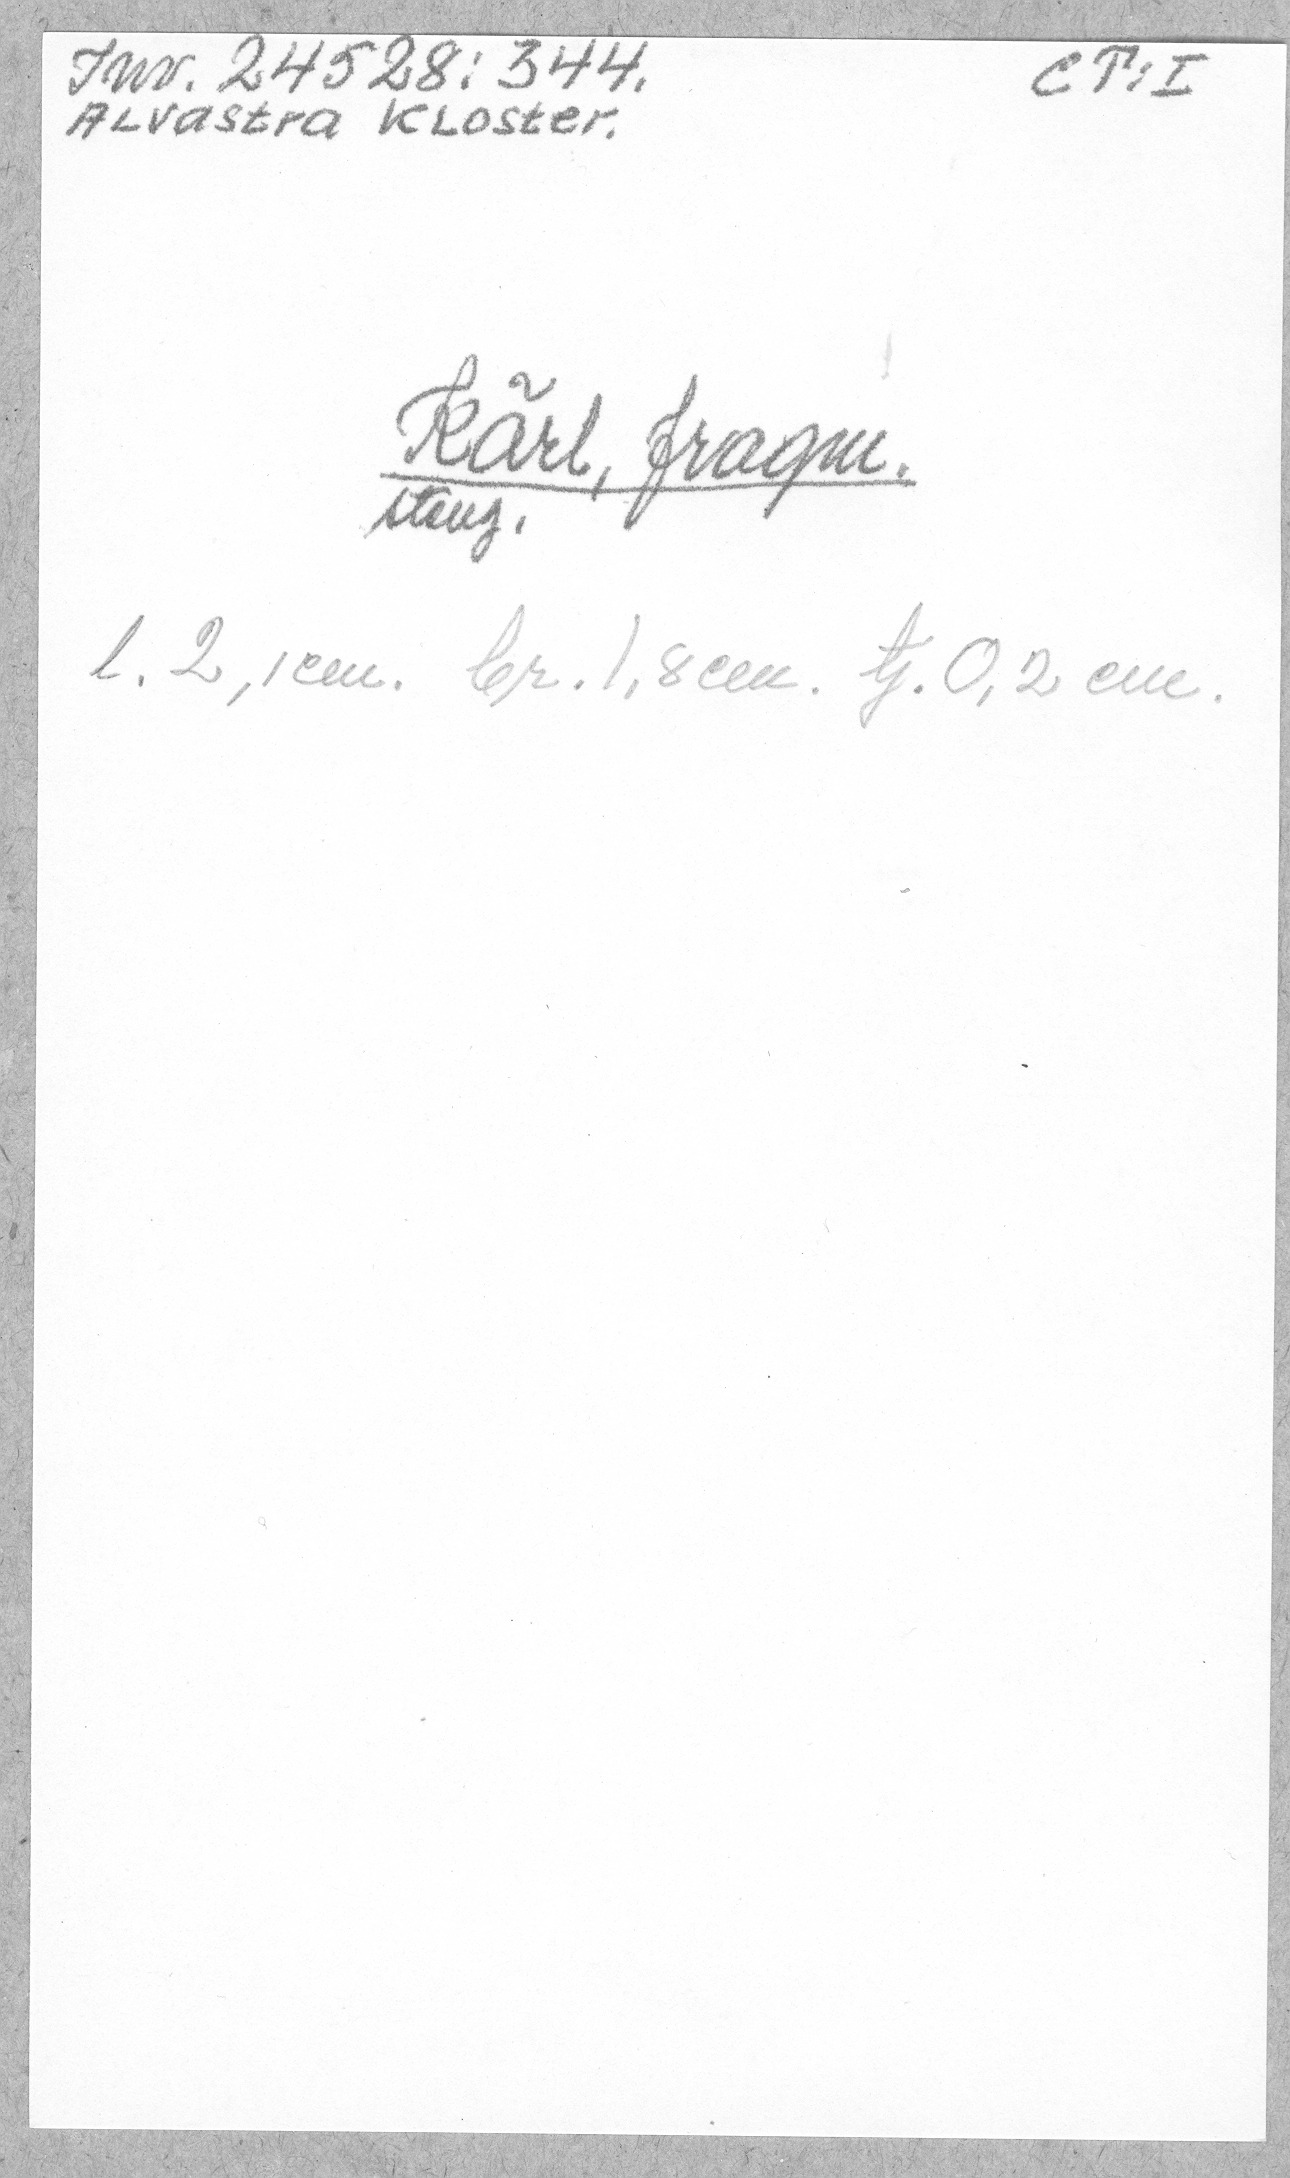 Inv. 24528:344. CT:I
Alvastra Kloster.
Kärl, fragm.
steng.
l. 2,1 cm. br. 1,8 cm. tj. 0,2 cm.